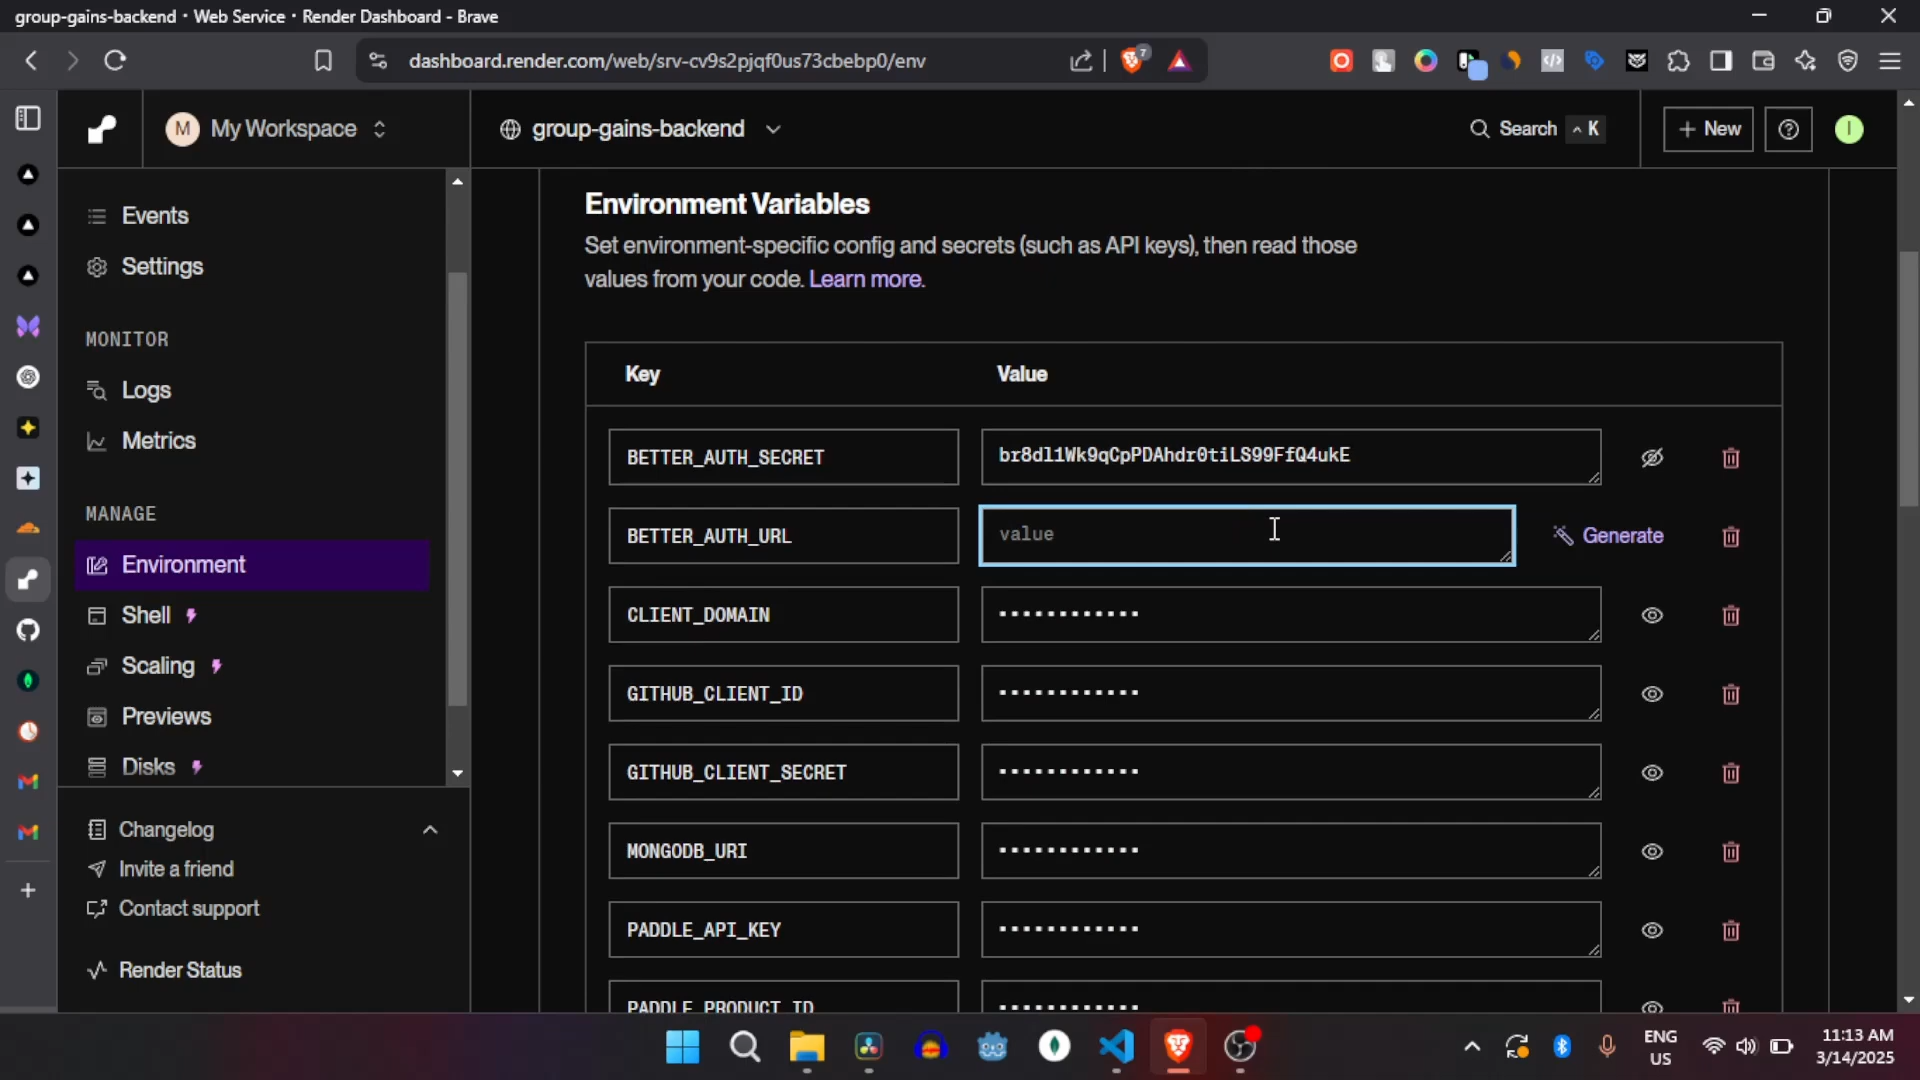 group-gains-backend · Web Service · Render Dashboard - Brave
dashboard.render.com/web/srv-cv9s2pjqf0us73cbebp0/env
7
M My Workspace
group-gains-backend
Search ^ K
+ New
I
Events
Settings
MONITOR
Logs
Metrics
MANAGE
Environment
Shell
Scaling
Previews
Disks
Changelog
Invite a friend
Contact support
Render Status
Environment Variables
Set environment-specific config and secrets (such as API keys), then read those
values from your code. Learn more.
Key Value
BETTER_AUTH_SECRET br8dl1Wk9qCpPDAhdr0tiLS99FfQ4ukE
BETTER_AUTH_URL value Generate
CLIENT_DOMAIN ••••••••••••
GITHUB_CLIENT_ID ••••••••••••
GITHUB_CLIENT_SECRET ••••••••••••
MONGODB_URI ••••••••••••
PADDLE_API_KEY ••••••••••••
PADDLE_PRODUCT_ID ••••••••••••
ENG
US
11:13 AM
3/14/2025